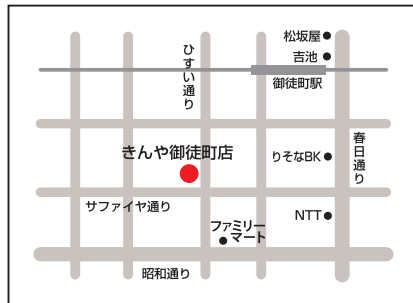 松坂屋
吉池
御徒町駅
ひすい通り
きんや御徒町店
りそなBK
春日通り
サファイヤ通り
NTT
ファミリー
マート
昭和通り